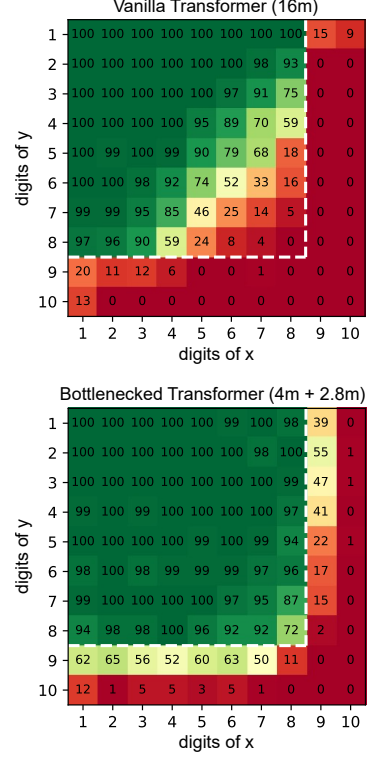 Vanilla Transformer (16m)
1 100 100 100 100 100 100 100 100 15 9
2 100 100 100 100 100 100 98 93 0 0
3 100 100 100 100 100 97 91 75 0 0
4 100 100 100 100 95 89 70 59 0 0
5 100 99 100 99 90 79 68 18 0 0
6 100 100 98 92 74 52 33 16 0 0
7 99 99 95 85 46 25 14 5 0 0
8 97 96 90 59 24 8 4 0 0 0
9 20 11 12 6 0 0 1 0 0 0
10 13 0 0 0 0 0 0 0 0 0
1 2 3 4 5 6 7 8 9 10
digits of x
digits of y
Bottlenecked Transformer (4m + 2.8m)
1 100 100 100 100 100 99 100 98 39 0
2 100 100 100 100 100 100 98 100 55 1
3 100 100 100 100 100 100 100 99 47 1
4 99 100 99 100 100 100 100 97 41 0
5 100 100 100 100 99 100 99 94 22 1
6 98 100 98 99 99 99 97 96 17 0
7 99 100 100 100 100 97 95 87 15 0
8 94 98 98 100 96 92 92 72 2 0
9 62 65 56 52 60 63 50 11 0 0
10 12 1 5 5 3 5 1 0 0 0
1 2 3 4 5 6 7 8 9 10
digits of x
digits of y